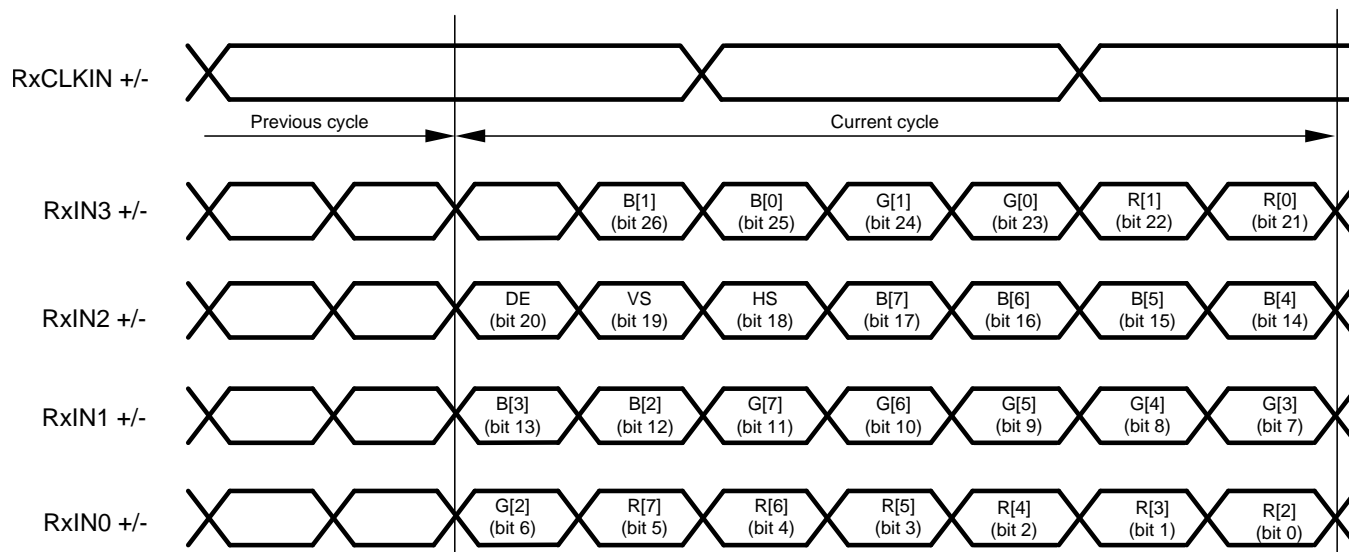 RxCLKIN +/-
Previous cycle
Current cycle
RxIN3 +/-
B[1]
(bit 26)
B[0]
(bit 25)
G[1]
(bit 24)
G[0]
(bit 23)
R[1]
(bit 22)
R[0]
(bit 21)
RxIN2 +/-
DE
(bit 20)
VS
(bit 19)
HS
(bit 18)
B[7]
(bit 17)
B[6]
(bit 16)
B[5]
(bit 15)
B[4]
(bit 14)
RxIN1 +/-
B[3]
(bit 13)
B[2]
(bit 12)
G[7]
(bit 11)
G[6]
(bit 10)
G[5]
(bit 9)
G[4]
(bit 8)
G[3]
(bit 7)
RxIN0 +/-
G[2]
(bit 6)
R[7]
(bit 5)
R[6]
(bit 4)
R[5]
(bit 3)
R[4]
(bit 2)
R[3]
(bit 1)
R[2]
(bit 0)